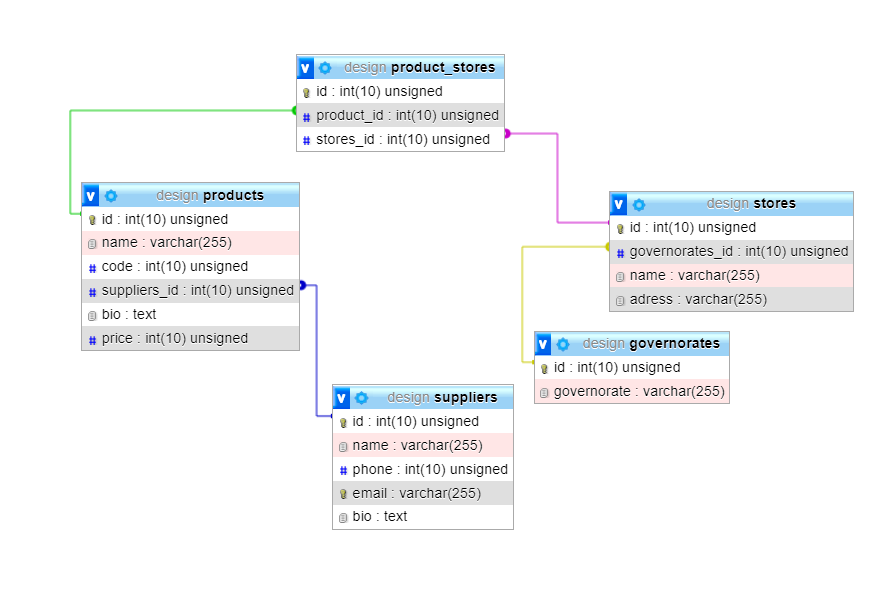 v design product_stores
id : int(10) unsigned
# product_id : int(10) unsigned
# stores_id : int(10) unsigned
v design products
id : int(10) unsigned
name : varchar(255)
# code : int(10) unsigned
# suppliers_id : int(10) unsigned
bio : text
# price : int(10) unsigned
v design stores
id : int(10) unsigned
# governorates_id : int(10) unsigned
name : varchar(255)
adress : varchar(255)
v design governorates
id : int(10) unsigned
governorate : varchar(255)
v design suppliers
id : int(10) unsigned
name : varchar(255)
# phone : int(10) unsigned
email : varchar(255)
bio : text